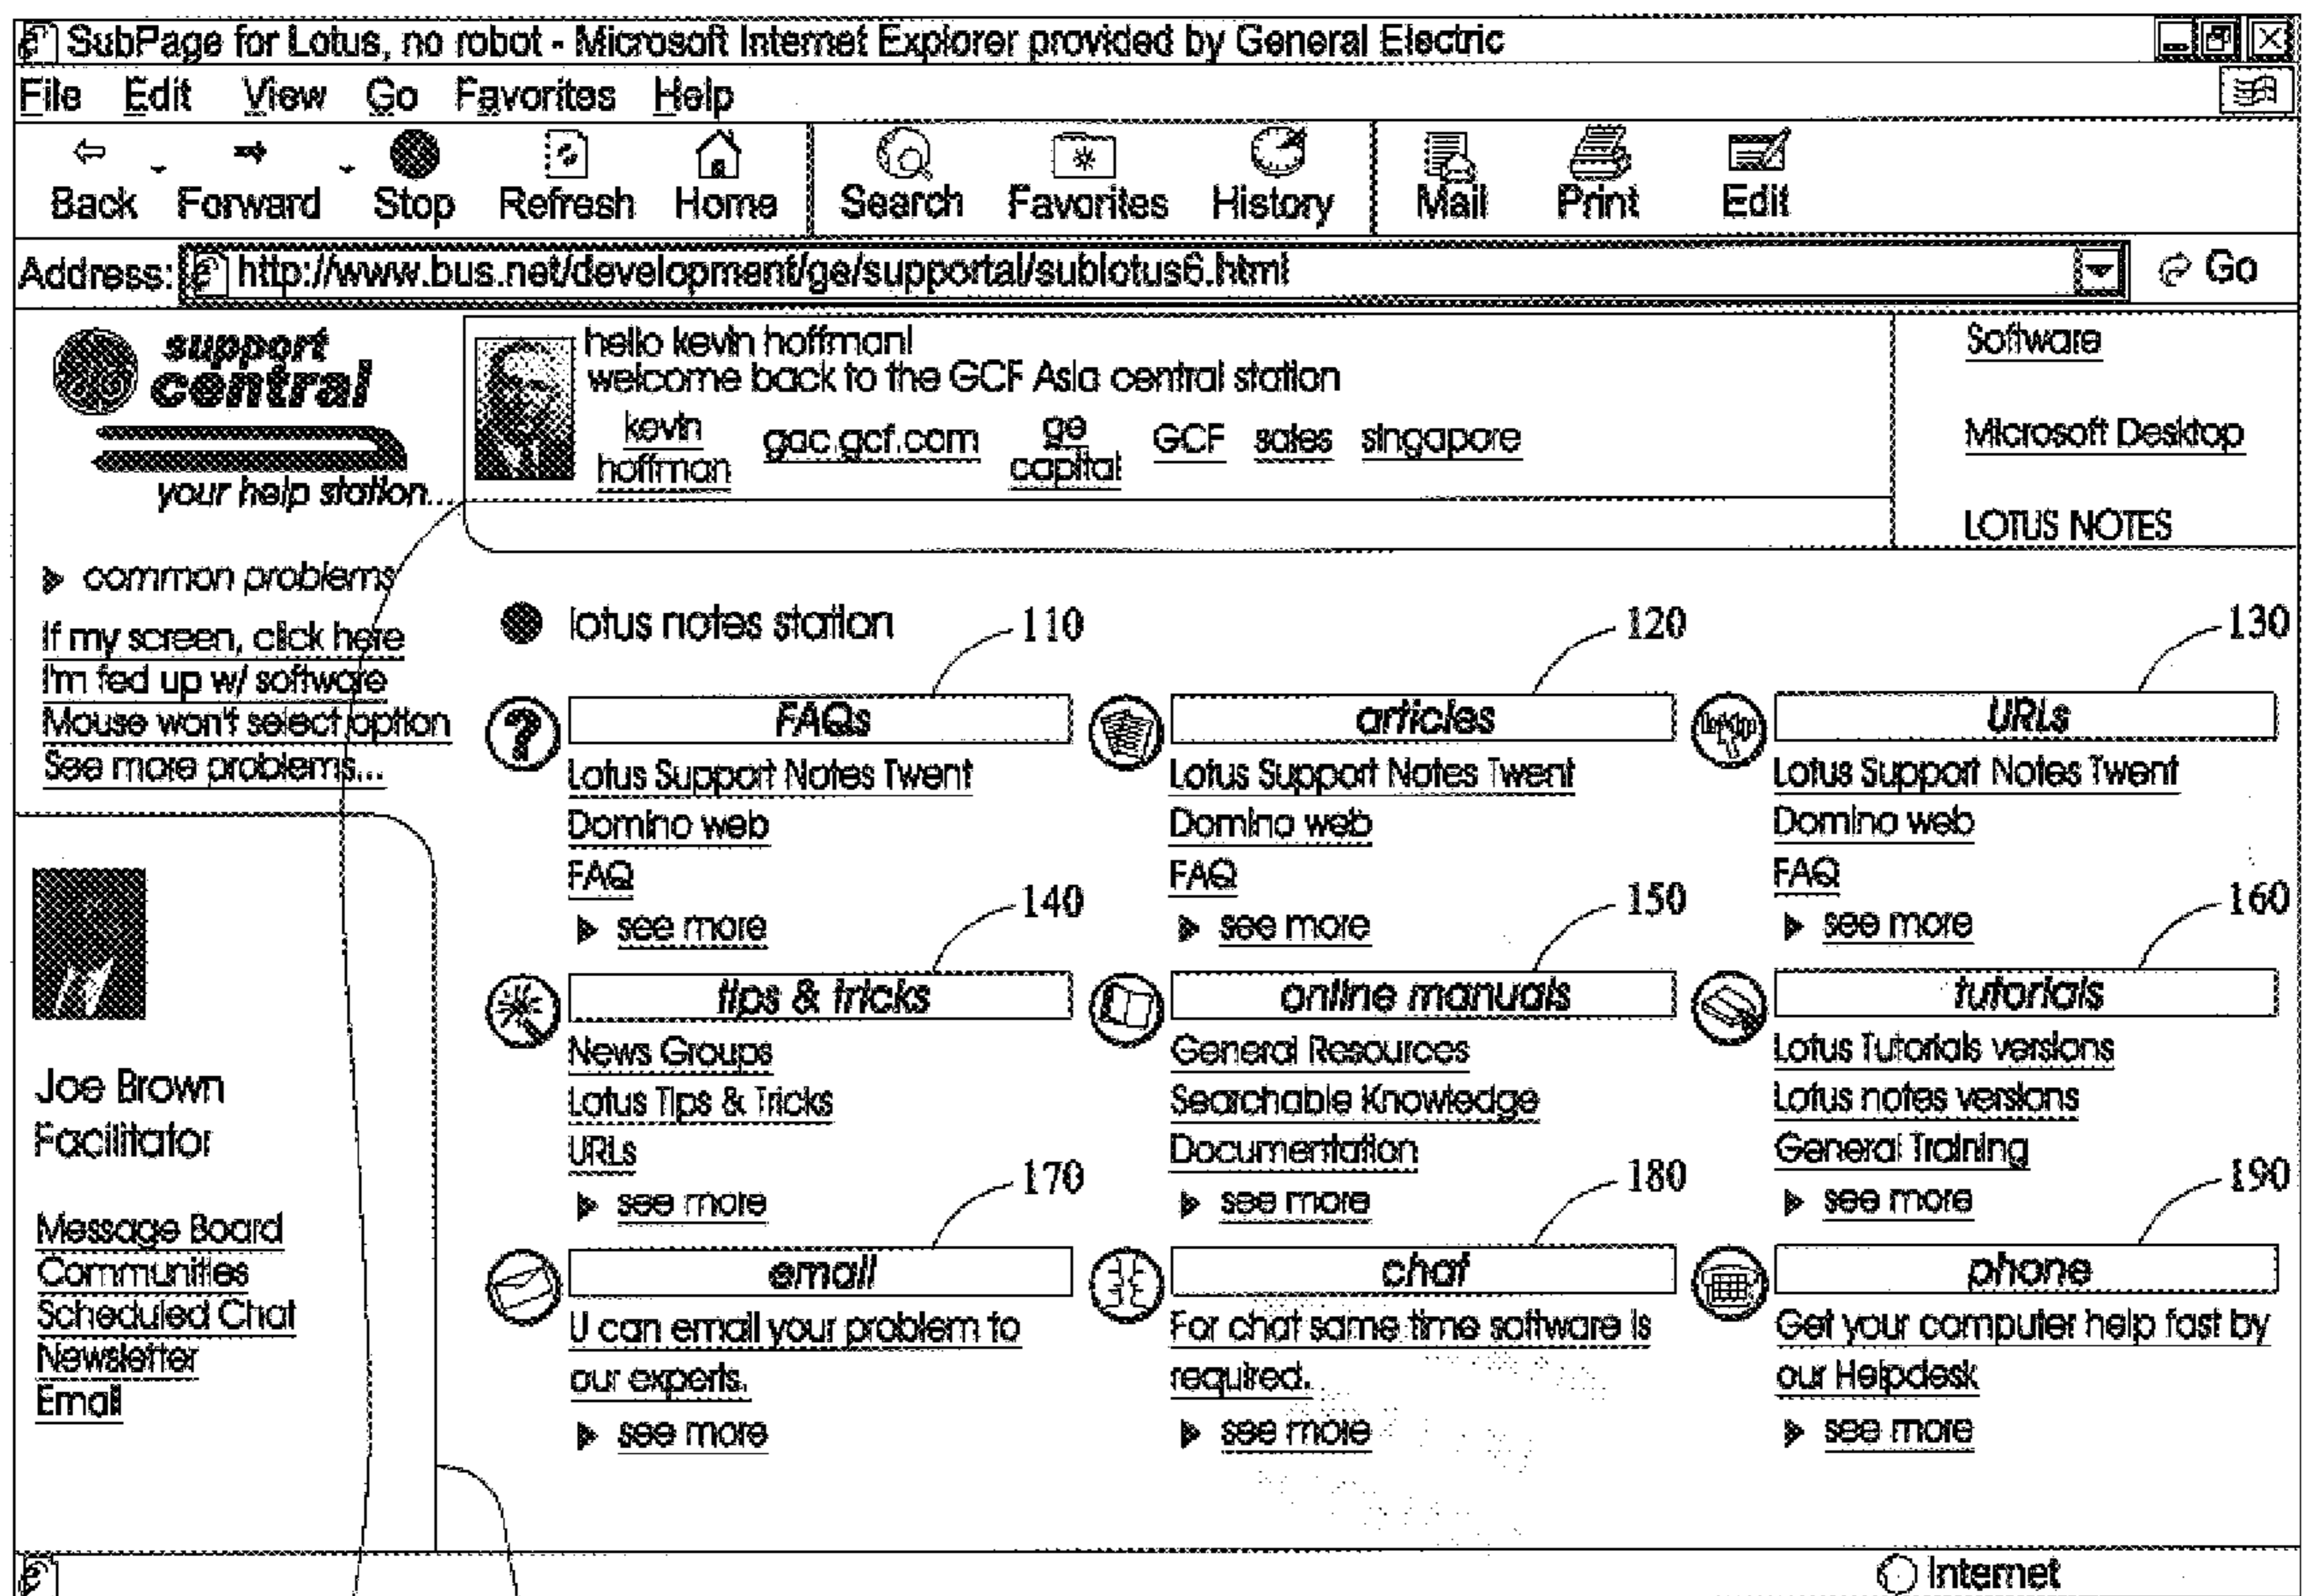 SubPage for Lotus, no robot - Microsoft Internet Explorer provided by General Electric
File Edit View Go Favorites Help
Back Forward Stop Refresh Home Search Favorites History Mail Print Edit
Address: http://www.bus.net/development/ge/supportal/sublotus6.html Go
support
central
your help station...
hello kevin hoffman!
welcome back to the GCF Asia central station
kevin
hoffman
gac.gcf.com
ge
capital
GCF
sales
singapore
Software
Microsoft Desktop
LOTUS NOTES
common problems
If my screen, click here
I'm fed up w/ software
Mouse won't select option
See more problems...
Joe Brown
Facilitator
Message Board
Communities
Scheduled Chat
Newsletter
Email
lotus notes station
110
FAQs
Lotus Support Notes Twent
Domino web
FAQ
see more
120
articles
Lotus Support Notes Twent
Domino web
FAQ
see more
130
URLs
Lotus Support Notes Twent
Domino web
FAQ
see more
140
tips & tricks
News Groups
Lotus Tips & Tricks
URLs
see more
150
online manuals
General Resources
Searchable Knowledge
Documentation
see more
160
tutorials
Lotus Tutorials versions
Lotus notes versions
General Training
see more
170
email
U can email your problem to
our experts.
see more
180
chat
For chat same time software is
required.
see more
190
phone
Get your computer help fast by
our Helpdesk
see more
Internet